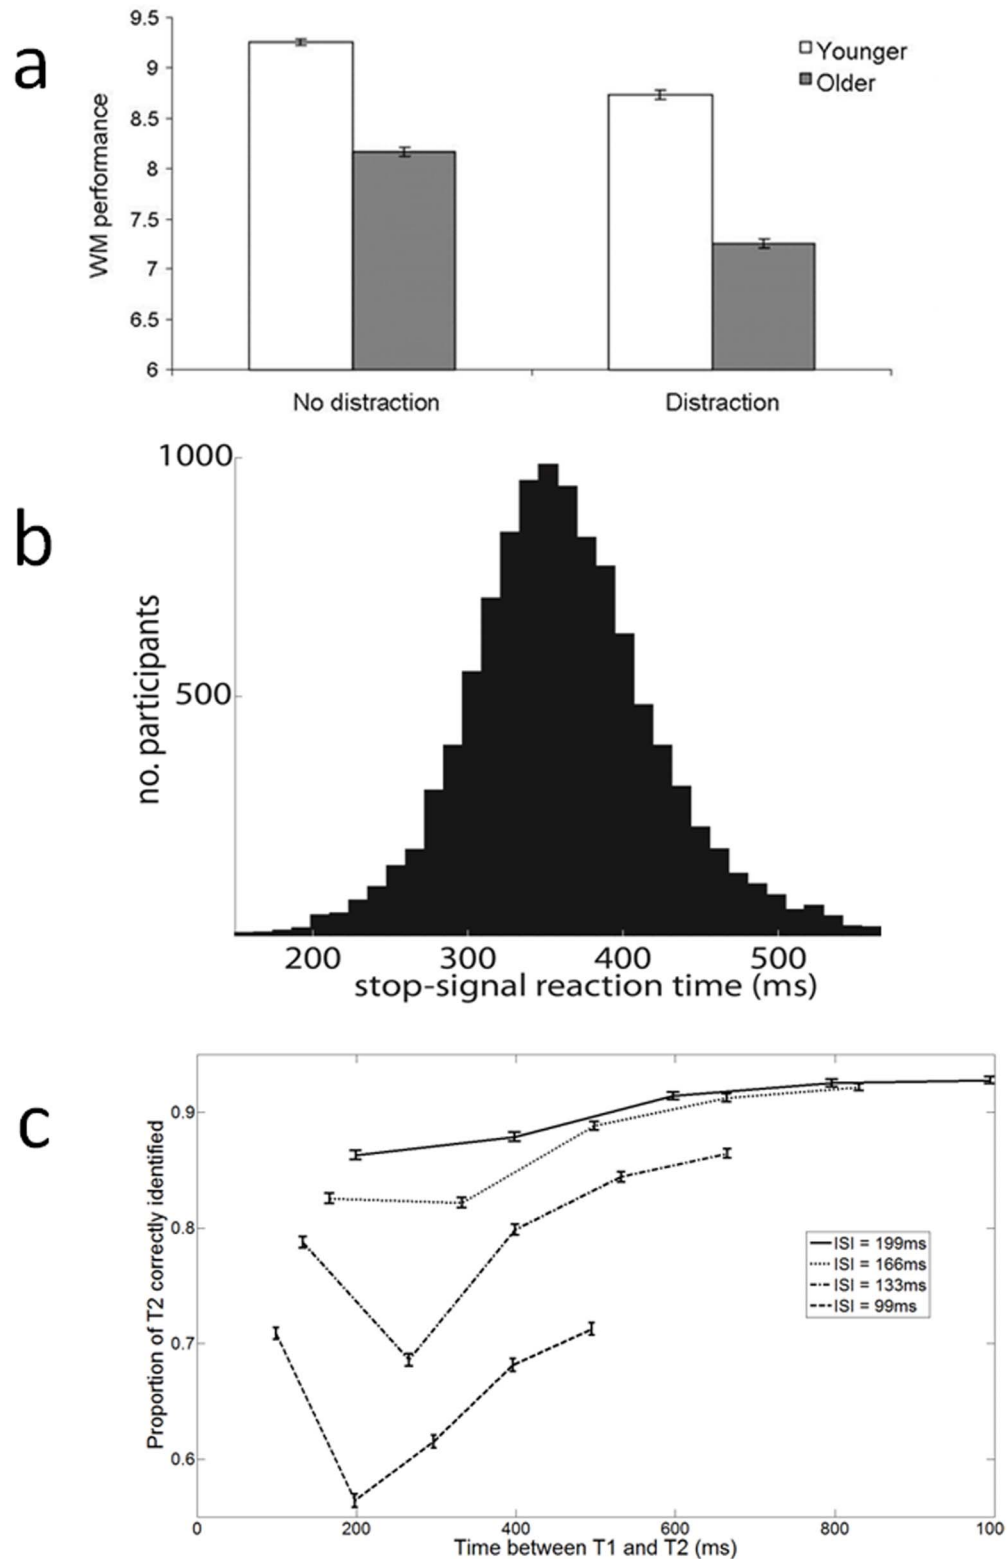 a
9.5
9
8.5
8
7.5
7
6.5
6
WM performance
Younger
Older
No distraction
Distraction
b
1000
500
no. participants
200 300 400 500
stop-signal reaction time (ms)
c
0.9
0.8
0.7
0.6
Proportion of T2 correctly identified
ISI = 199ms
ISI = 166ms
ISI = 133ms
ISI = 99ms
0 200 400 600 800 100
Time between T1 and T2 (ms)